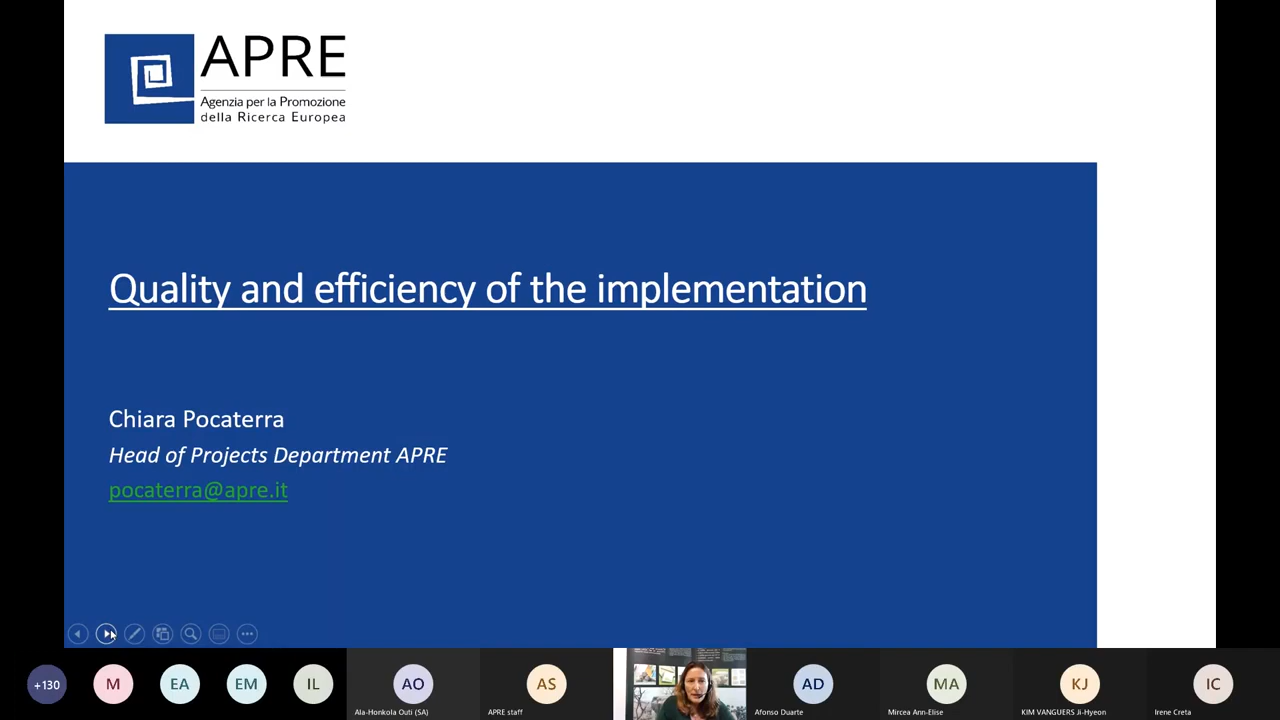 APRE
Agenzia per la Promozione
della Ricerca Europea
Quality and efficiency of the implementation
Chiara Pocaterra
Head of Projects Department APRE
pocaterra@apre.it
+130
M
EA
EM
IL
AO
AS
AD
MA
KJ
IC
Ala-Honkola Outi (SA)
APRE staff
Afonso Duarte
Mircea Ann-Elise
KIM VANGUERS Ji-Hyeon
Irene Creta